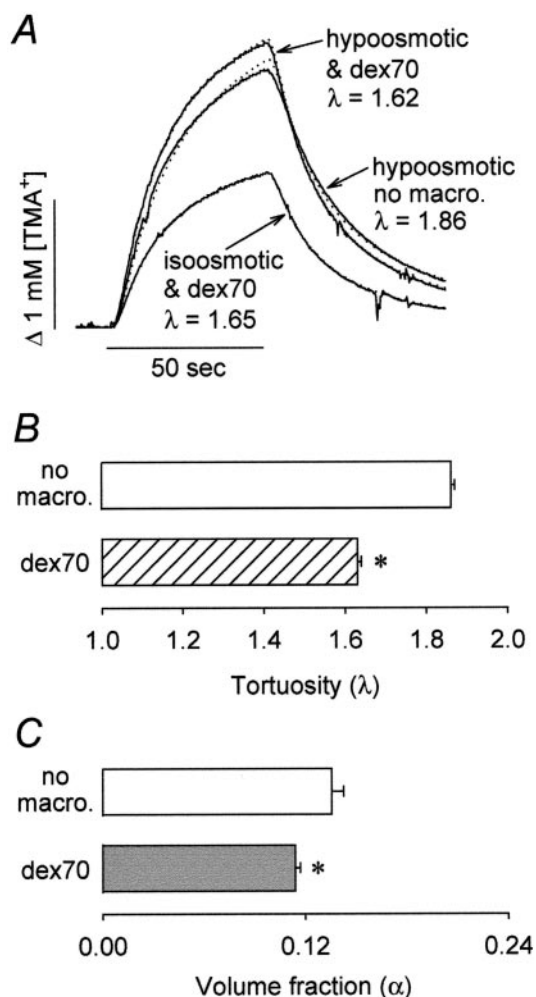 A
hypoosmotic
& dex70
λ = 1.62
hypoosmotic
no macro.
λ = 1.86
isoosmotic
& dex70
λ = 1.65
Δ 1 mM [TMA⁺]
50 sec
B
no
macro.
dex70
*
1.0 1.2 1.4 1.6 1.8 2.0
Tortuosity (λ)
C
no
macro.
dex70
*
0.00 0.12 0.24
Volume fraction (α)